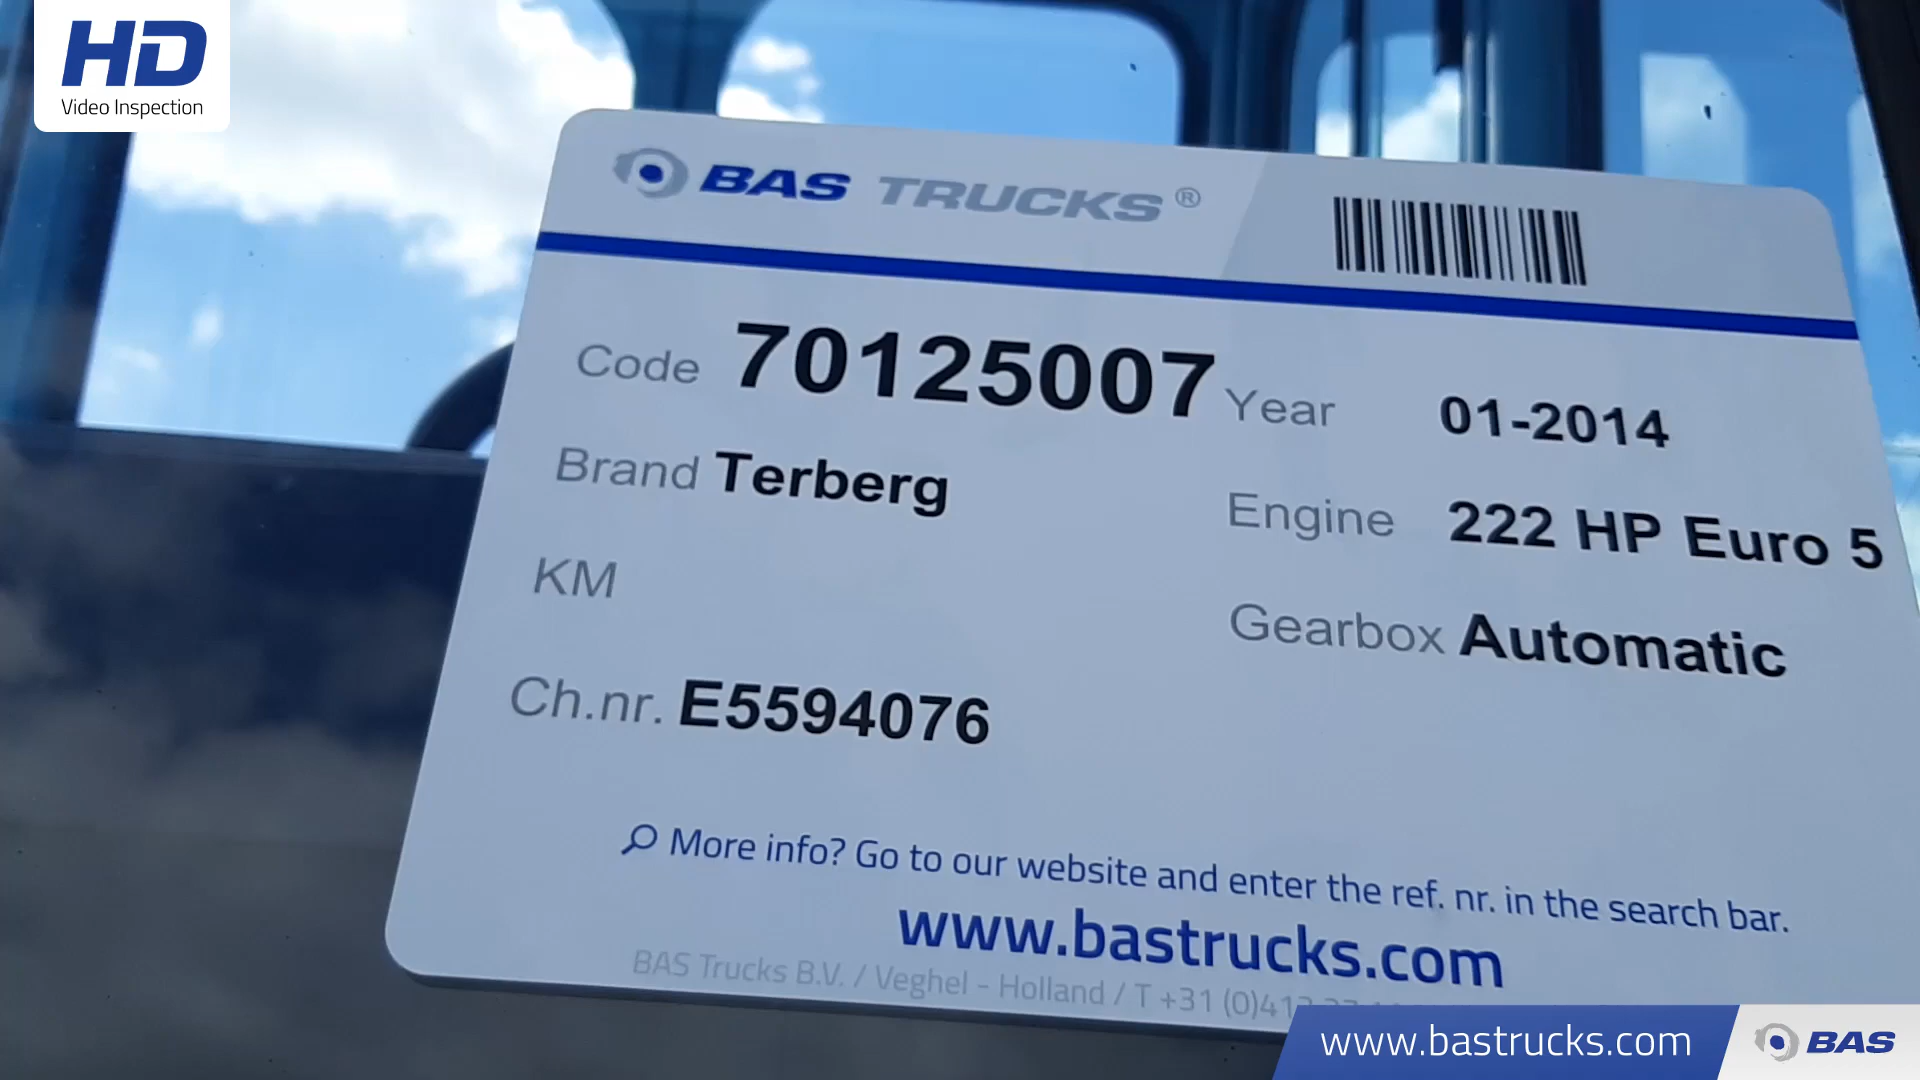 HD
Video Inspection
BAS TRUCKS®
Code 70125007 Year 01-2014
Brand Terberg
Engine 222 HP Euro 5
KM
Gearbox Automatic
Ch.nr. E5594076
More info? Go to our website and enter the ref. nr. in the search bar.
www.bastrucks.com
BAS Trucks B.V. / Veghel - Holland / T +31 (0)41
www.bastrucks.com
BAS